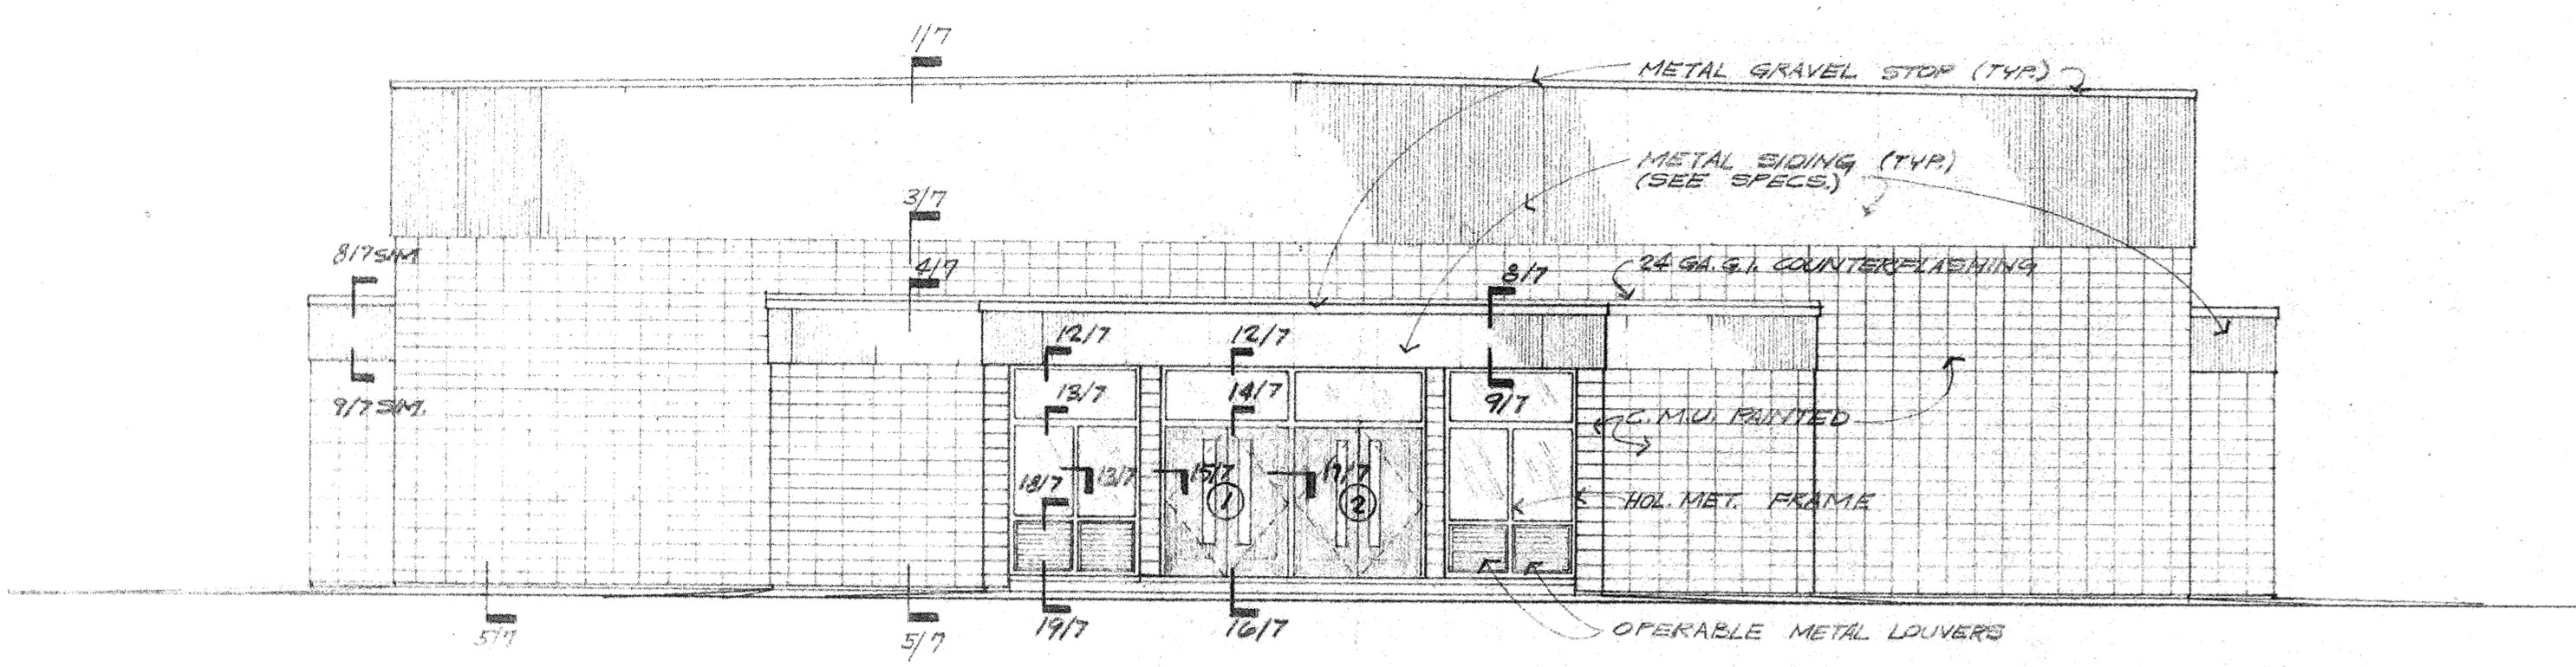 1/7
METAL GRAVEL STOP (TYP.)
METAL SIDING (TYP.)
(SEE SPECS.)
3/7
8/7 SIM
4/7
8/7
24 GA. G.I. COUNTERFLASHING
12/7
12/7
13/7
14/7
9/7
9/7 SIM.
C.M.U. PAINTED
18/7
13/7
15/7
17/7
1
2
HOL. MET. FRAME
5/7
5/7
19/7
16/7
OPERABLE METAL LOUVERS